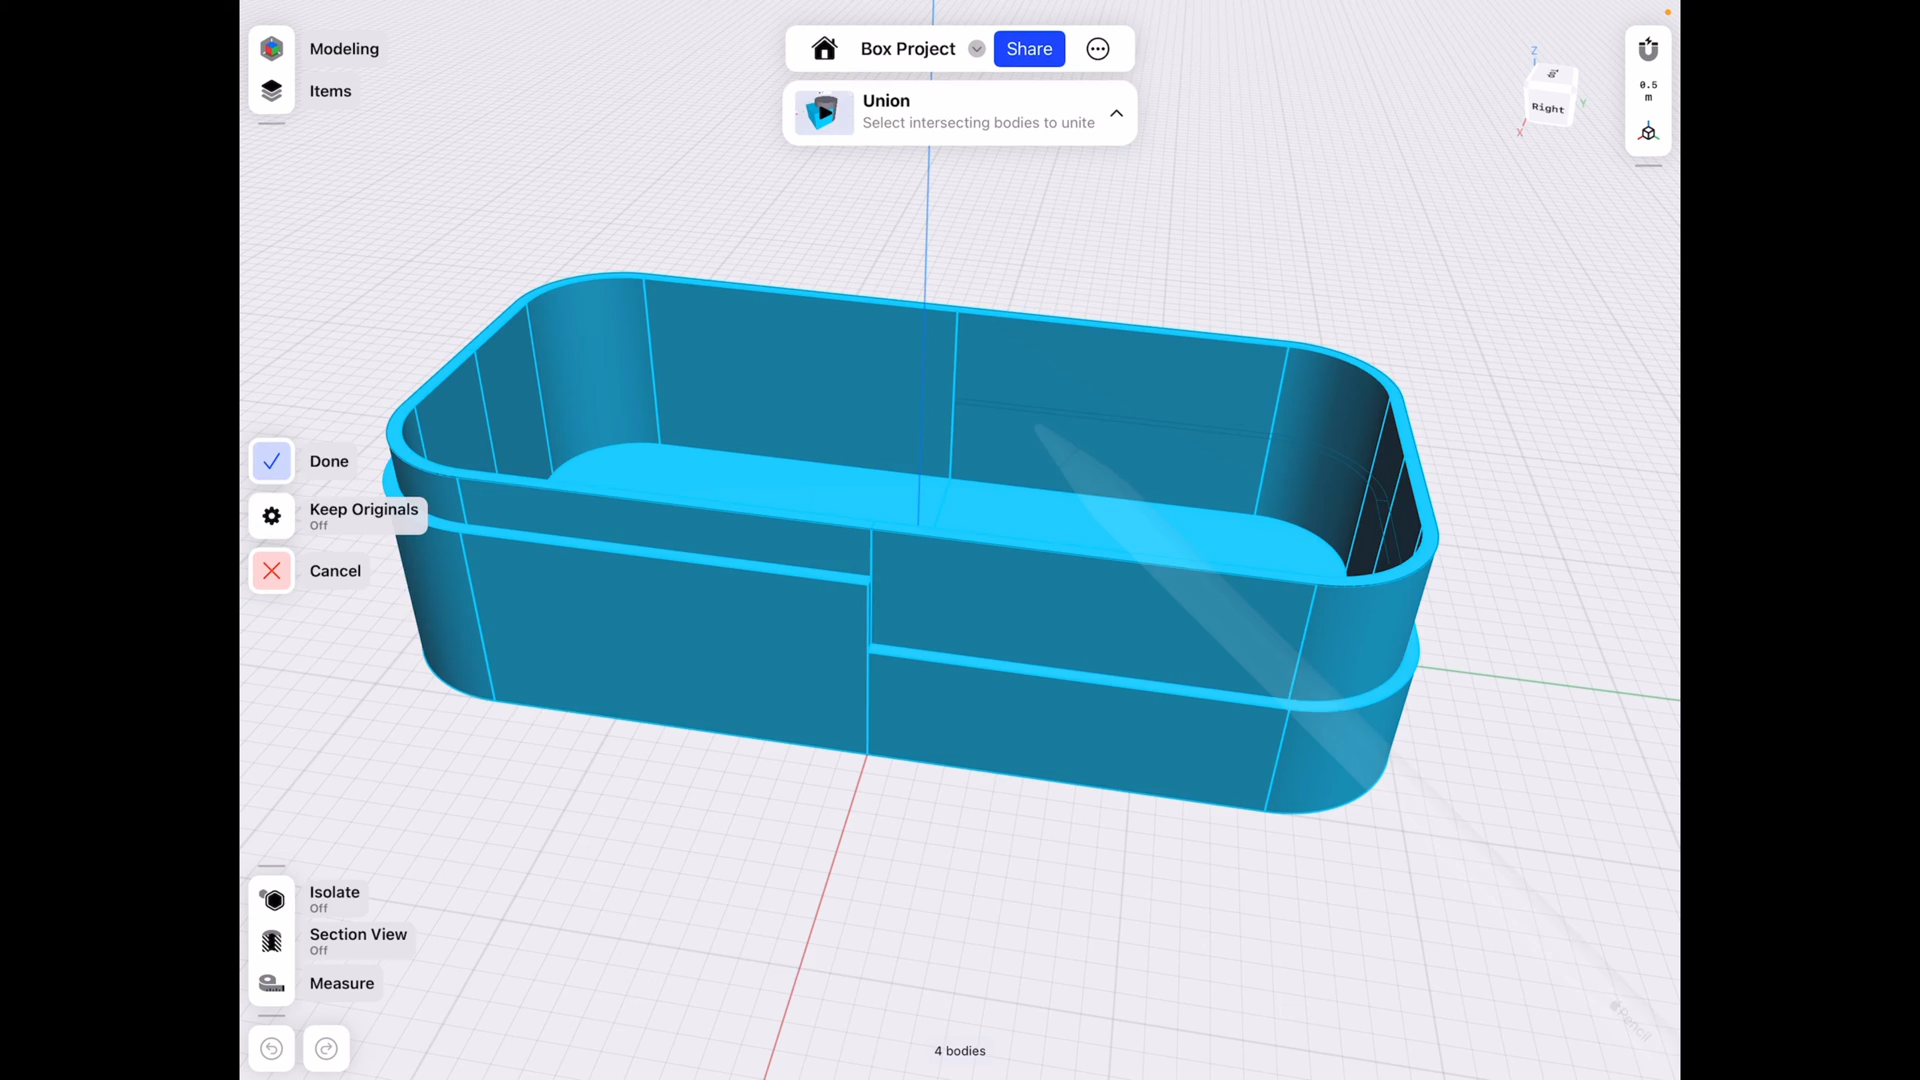 Modeling
Items
Box Project
Share
Union
Select intersecting bodies to unite
Z
Right
Y
X
0.5
m
Done
Keep Originals
Off
Cancel
Isolate
Off
Section View
Off
Measure
4 bodies
Pencil